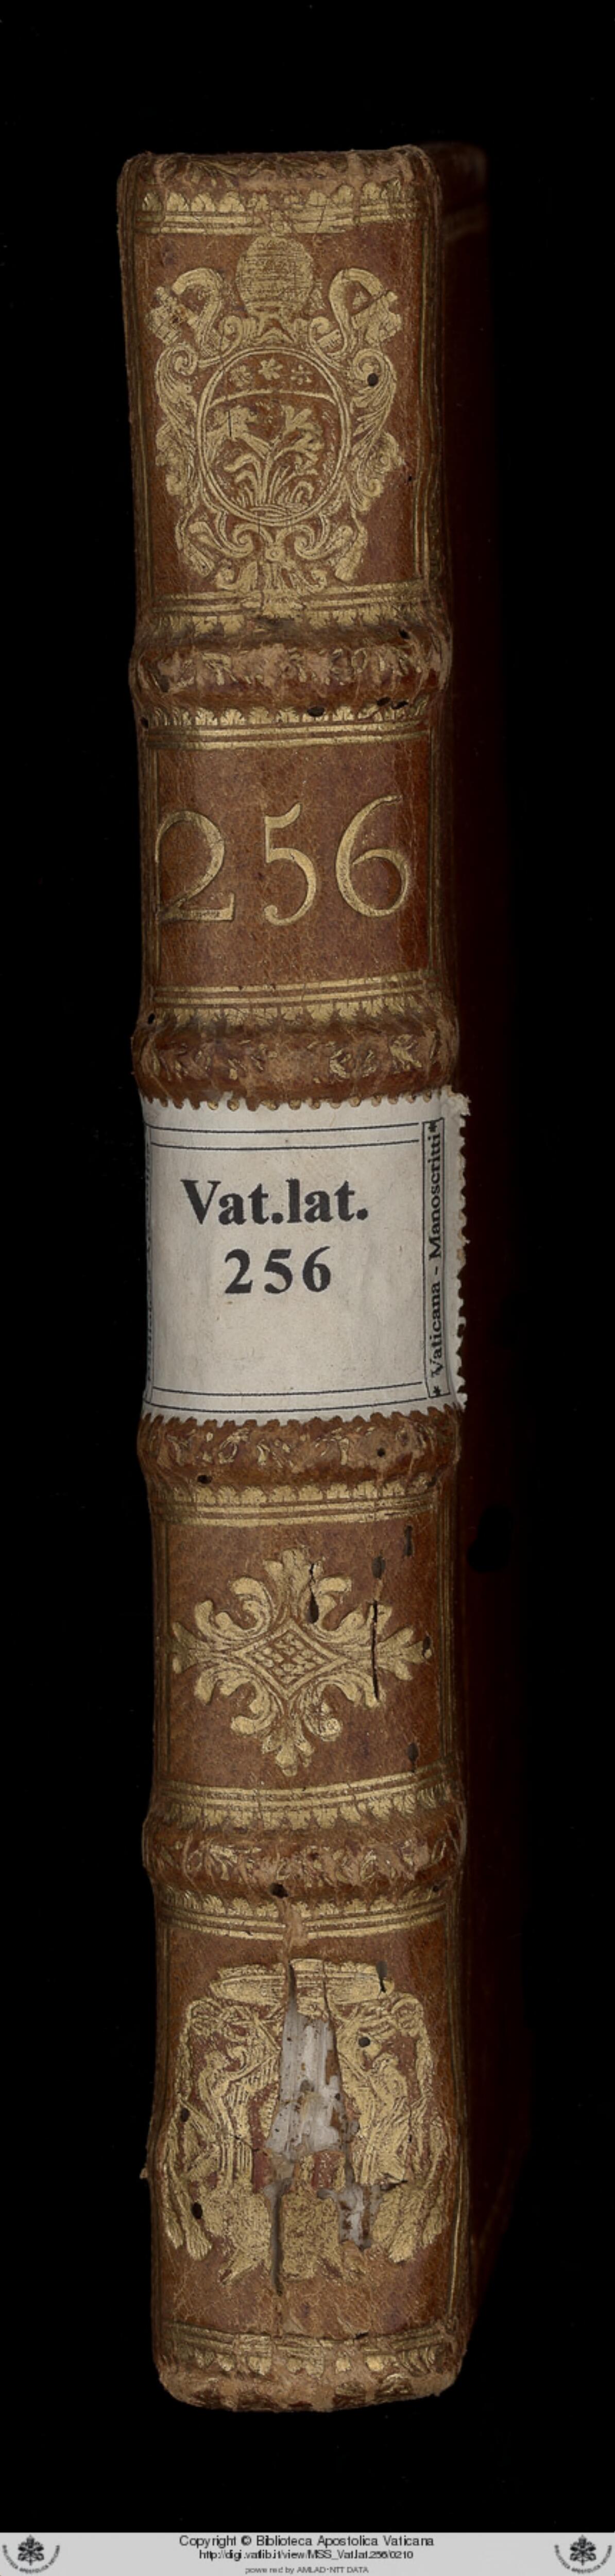 256
Vat.lat.
256
* Vaticana - Manoscritti *
Copyright © Biblioteca Apostolica Vaticana
http://digi.vatlib.it/view/MSS_Vat.lat.256/0210
powered by AMLAD-NTT DATA